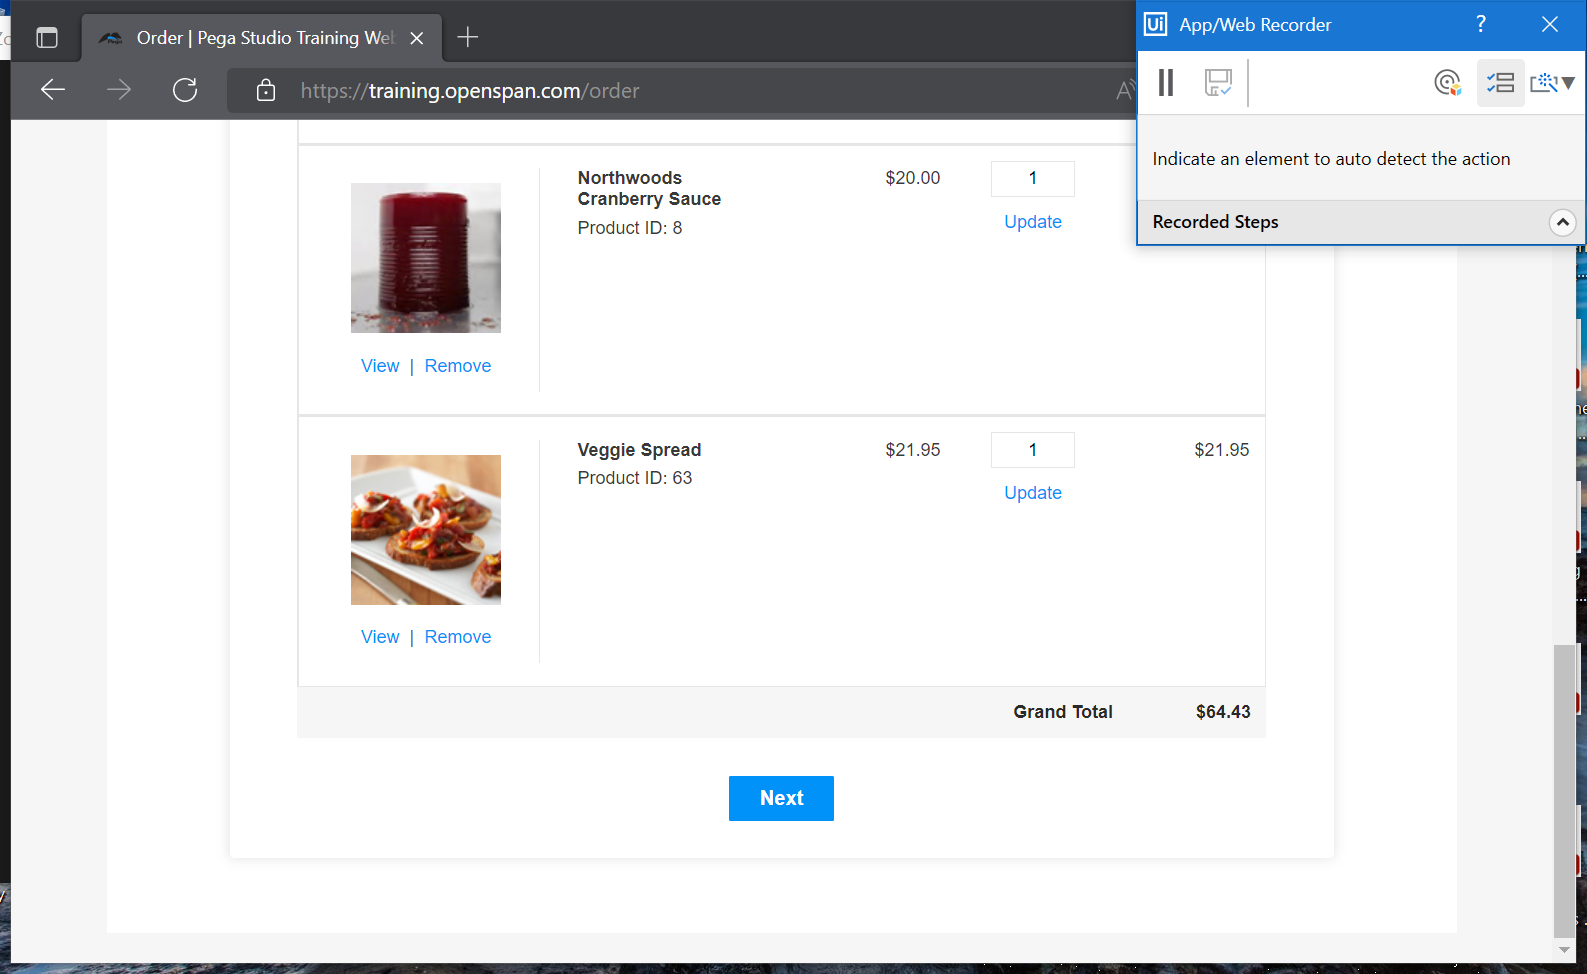 Order | Pega Studio Training Web
Ui App/Web Recorder ?
https://training.openspan.com/order
Indicate an element to auto detect the action
Recorded Steps
Northwoods
Cranberry Sauce
$20.00
1
Product ID: 8
Update
View | Remove
Veggie Spread
$21.95
1
$21.95
Product ID: 63
Update
View | Remove
Grand Total
$64.43
Next